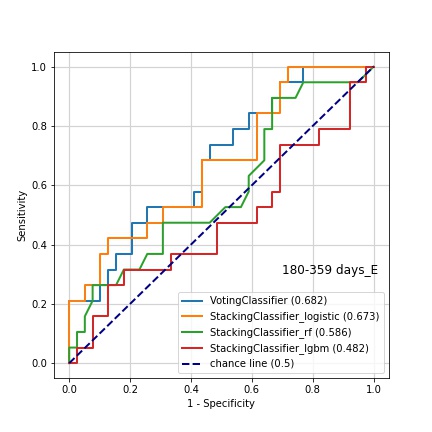 1.0
0.8
0.6
0.4
0.2
0.0
Sensitivity
180-359 days_E
VotingClassifier (0.682)
StackingClassifier_logistic (0.673)
StackingClassifier_rf (0.586)
StackingClassifier_lgbm (0.482)
chance line (0.5)
0.0 0.2 0.4 0.6 0.8 1.0
1 - Specificity